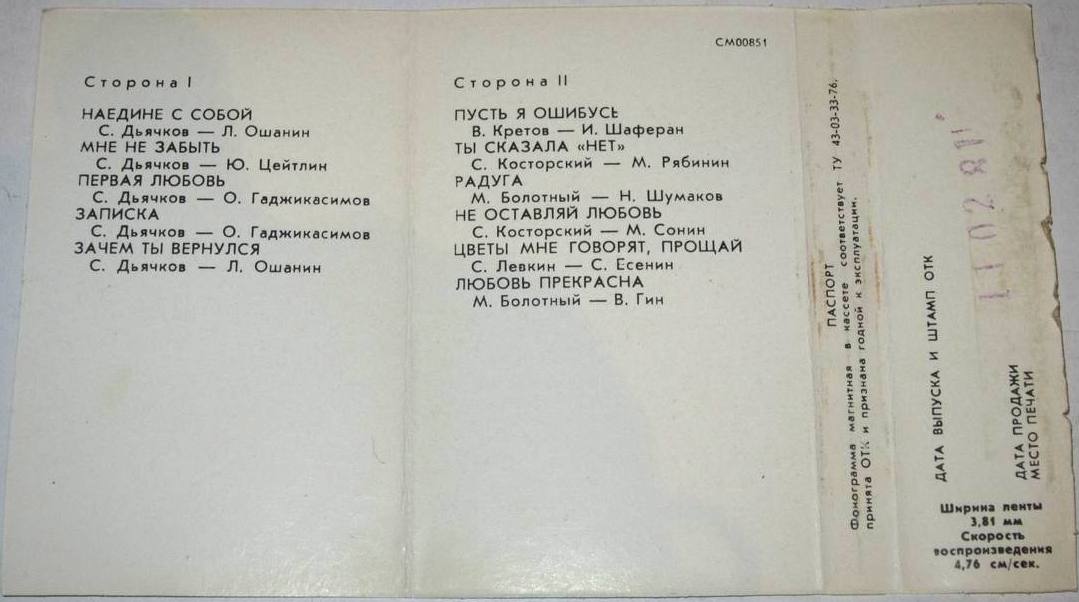 Сторона I
НАЕДИНЕ С СОБОЙ
С. Дьячков — Л. Ошанин
МНЕ НЕ ЗАБЫТЬ
С. Дьячков — Ю. Цейтлин
ПЕРВАЯ ЛЮБОВЬ
С. Дьячков — О. Гаджикасимов
ЗАПИСКА
С. Дьячков — О. Гаджикасимов
ЗАЧЕМ ТЫ ВЕРНУЛСЯ
С. Дьячков — Л. Ошанин
СМ00851
Сторона II
ПУСТЬ Я ОШИБУСЬ
В. Кретов — И. Шаферан
ТЫ СКАЗАЛА «НЕТ»
С. Косторский — М. Рябинин
РАДУГА
М. Болотный — Н. Шумаков
НЕ ОСТАВЛЯЙ ЛЮБОВЬ
С. Косторский — М. Сонин
ЦВЕТЫ МНЕ ГОВОРЯТ, ПРОЩАЙ
С. Левкин — С. Есенин
ЛЮБОВЬ ПРЕКРАСНА
М. Болотный — В. Гин
ПАСПОРТ
Фонограмма магнитная в кассете соответствует ТУ 43-03-33-76,
принята ОТК и признана годной к эксплуатации.
ДАТА ВЫПУСКА И ШТАМП ОТК
11 02 81
ДАТА ПРОДАЖИ
МЕСТО ПЕЧАТИ
Ширина ленты
3,81 мм
Скорость
воспроизведения
4,76 см/сек.